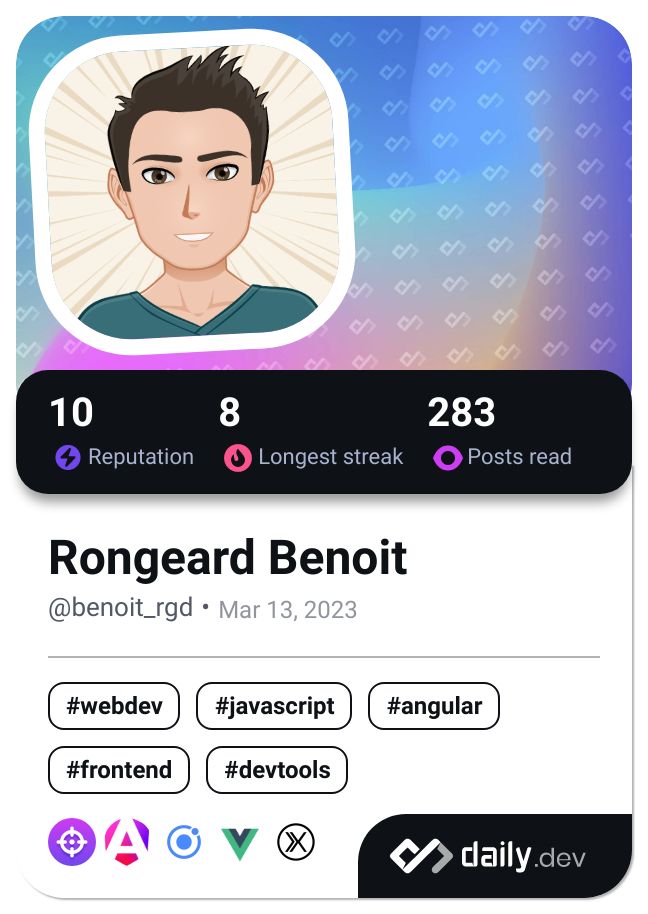 10 8 283
Reputation Longest streak Posts read
Rongeard Benoit
@benoit_rgd • Mar 13, 2023
#webdev #javascript #angular
#frontend #devtools
daily.dev